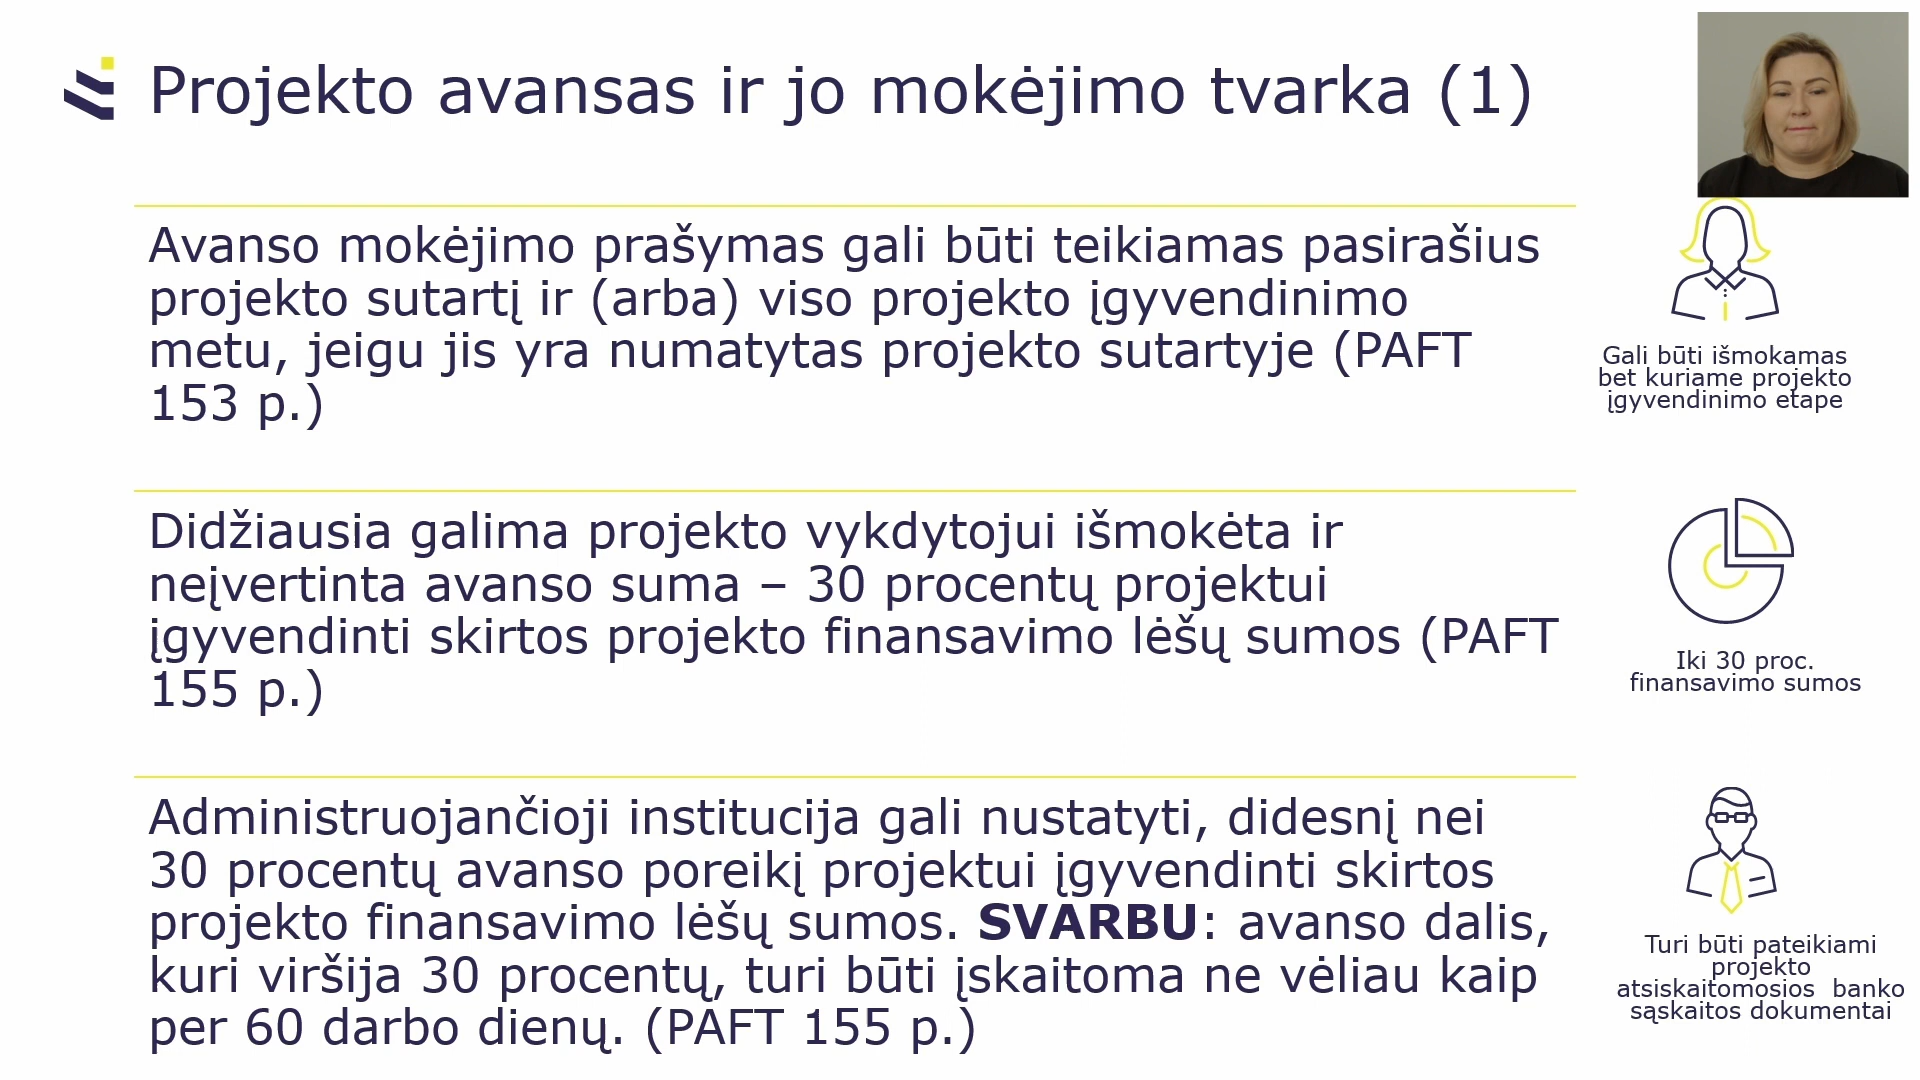 Projekto avansas ir jo mokėjimo tvarka (1)
Avanso mokėjimo prašymas gali būti teikiamas pasirašius
projekto sutartį ir (arba) viso projekto įgyvendinimo
metu, jeigu jis yra numatytas projekto sutartyje (PAFT
153 p.)
Gali būti išmokamas
bet kuriame projekto
įgyvendinimo etape
Didžiausia galima projekto vykdytojui išmokėta ir
neįvertinta avanso suma – 30 procentų projektui
įgyvendinti skirtos projekto finansavimo lėšų sumos (PAFT
155 p.)
Iki 30 proc.
finansavimo sumos
Administruojančioji institucija gali nustatyti, didesnį nei
30 procentų avanso poreikį projektui įgyvendinti skirtos
projekto finansavimo lėšų sumos. SVARBU: avanso dalis,
kuri viršija 30 procentų, turi būti įskaitoma ne vėliau kaip
per 60 darbo dienų. (PAFT 155 p.)
Turi būti pateikiami
projekto
atsiskaitomosios banko
sąskaitos dokumentai